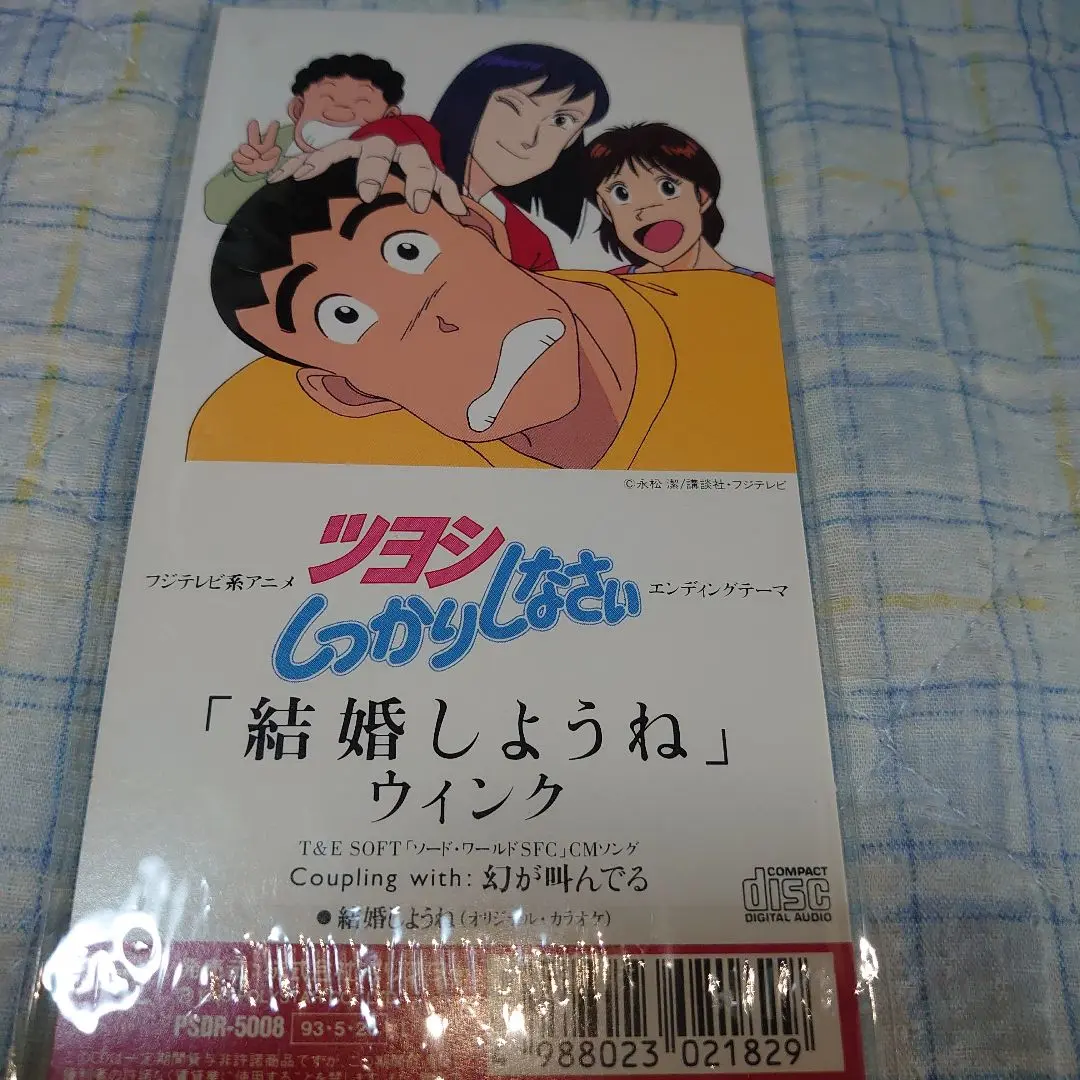 ©永松 潔/講談社・フジテレビ
フジテレビ系アニメ
ツヨシ
しっかりしなさい
エンディングテーマ
「結婚しようね」
ウィンク
T&E SOFT「ソード・ワールドSFC」CMソング
Coupling with: 幻が叫んでる
●結婚しようね(オリジナル・カラオケ)
COMPACT
disc
DIGITAL AUDIO
PSDR-5008 93・5・2
4 988023 021829